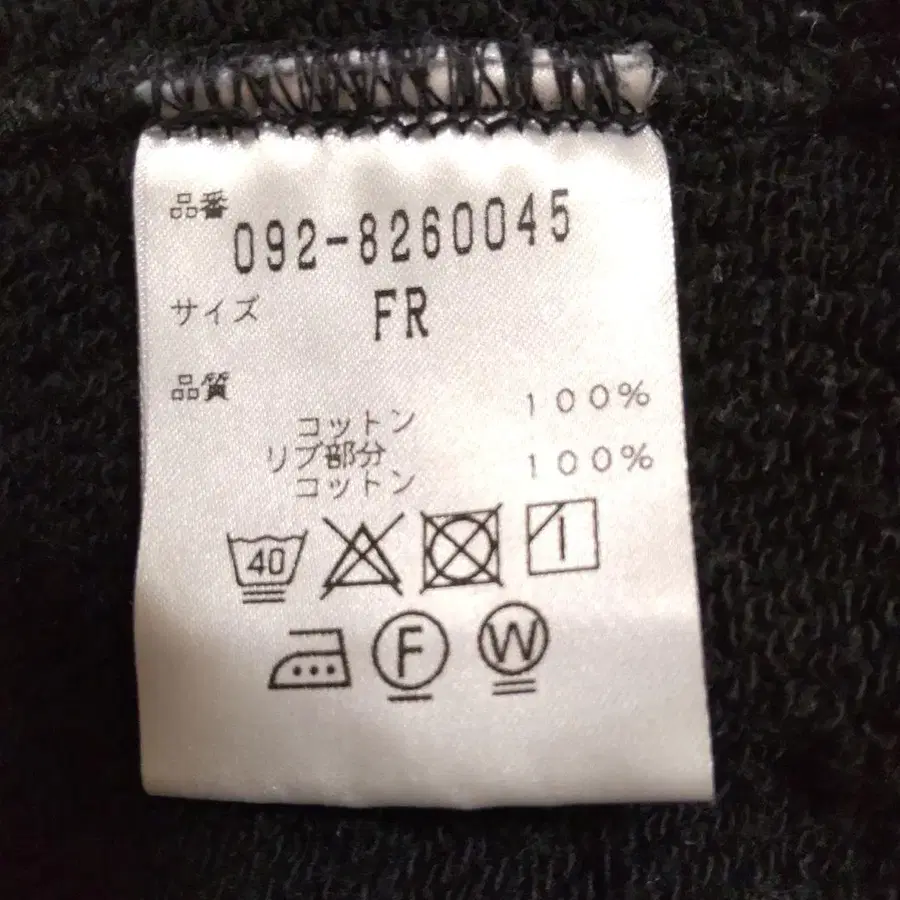 品番
092-8260045
サイズ FR
品質
コットン 100%
リブ部分
コットン 100%
40
F W